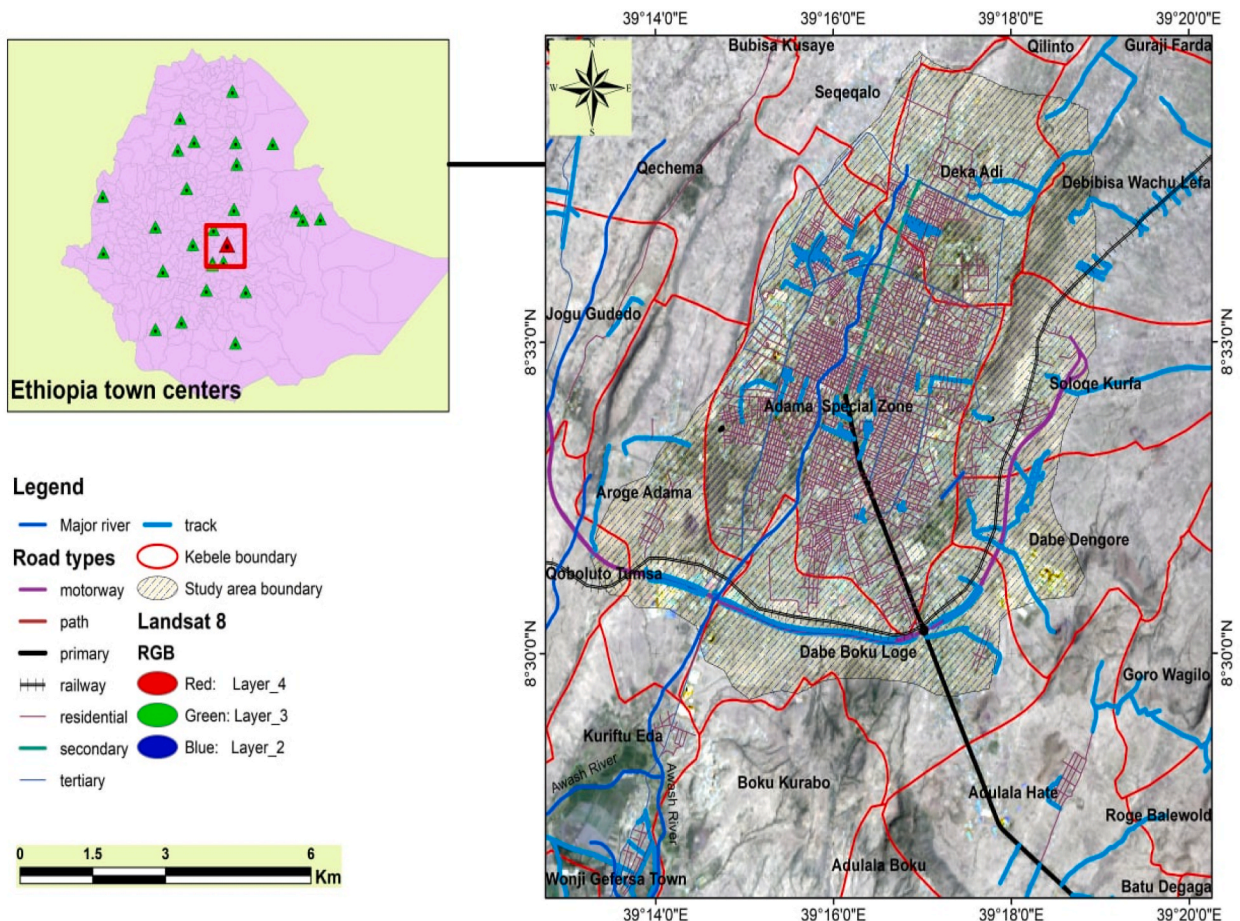 Ethiopia town centers
Legend
Major river
track
Road types
Kebele boundary
motorway
Study area boundary
path
Landsat 8
primary
RGB
railway
Red: Layer_4
residential
Green: Layer_3
secondary
Blue: Layer_2
tertiary
0 1.5 3 6
Km
39°14'0"E 39°16'0"E 39°18'0"E 39°20'0"E
N
W E
S
Bubisa Kusaye
Qilinto
Guraji Farda
Seqeqalo
Qechema
Deka Adi
Debibisa Wachu Lefa
Jogu Gudedo
8°33'0"N
8°33'0"N
Soloqe Kurfa
Adama Special Zone
Aroge Adama
Dabe Dengore
Qoboluto Tumsa
8°30'0"N
8°30'0"N
Dabe Boku Loge
Goro Wagilo
Kuriftu Eda
Awash River
Awash River
Boku Kurabo
Adulala Hate
Roge Balewold
Adulala Boku
Wonji Gefersa Town
Batu Degaga
39°14'0"E 39°16'0"E 39°18'0"E 39°20'0"E